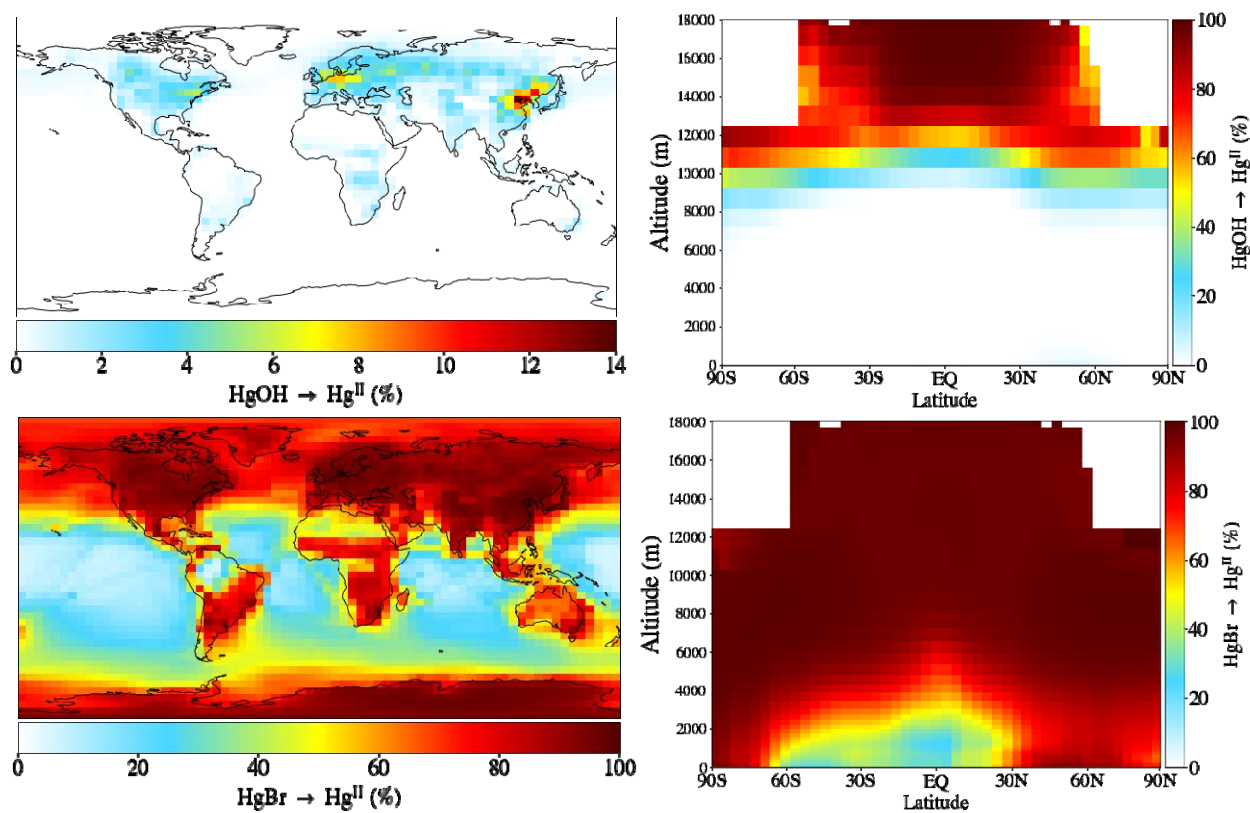 0 2 4 6 8 10 12 14
HgOH → Hg^II (%)
18000
16000
14000
12000
10000
8000
6000
4000
2000
0
Altitude (m)
90S 60S 30S EQ 30N 60N 90N
Latitude
100
80
60
40
20
0
HgOH → Hg^II (%)
0 20 40 60 80 100
HgBr → Hg^II (%)
18000
16000
14000
12000
10000
8000
6000
4000
2000
0
Altitude (m)
90S 60S 30S EQ 30N 60N 90N
Latitude
100
80
60
40
20
0
HgBr → Hg^II (%)